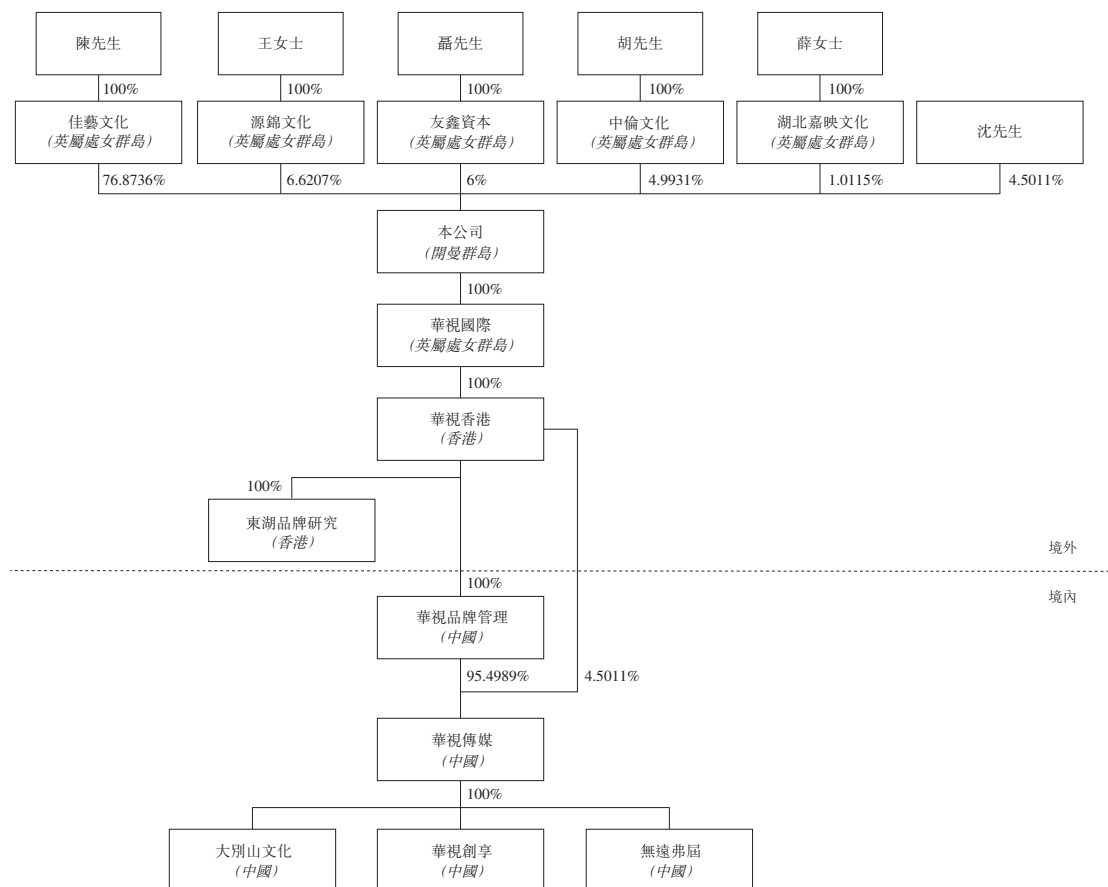 陳先生
王女士
聶先生
胡先生
薛女士
100%
100%
100%
100%
100%
佳藝文化
(英屬處女群島)
源錦文化
(英屬處女群島)
友鑫資本
(英屬處女群島)
中倫文化
(英屬處女群島)
湖北嘉映文化
(英屬處女群島)
沈先生
76.8736%
6.6207%
6%
4.9931%
1.0115%
4.5011%
本公司
(開曼群島)
100%
華視國際
(英屬處女群島)
100%
華視香港
(香港)
100%
東湖品牌研究
(香港)
境外
境內
100%
華視品牌管理
(中國)
95.4989%
4.5011%
華視傳媒
(中國)
100%
大別山文化
(中國)
華視創享
(中國)
無遠弗屆
(中國)